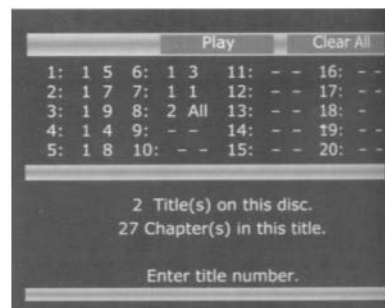 Play Clear All
1: 1 5 6: 1 3 11: - - 16: - -
2: 1 7 7: 1 1 12: - - 17: - -
3: 1 9 8: 2 All 13: - - 18: -
4: 1 4 9: - - 14: - - 19: - -
5: 1 8 10: - - 15: - - 20: - -
2 Title(s) on this disc.
27 Chapter(s) in this title.
Enter title number.